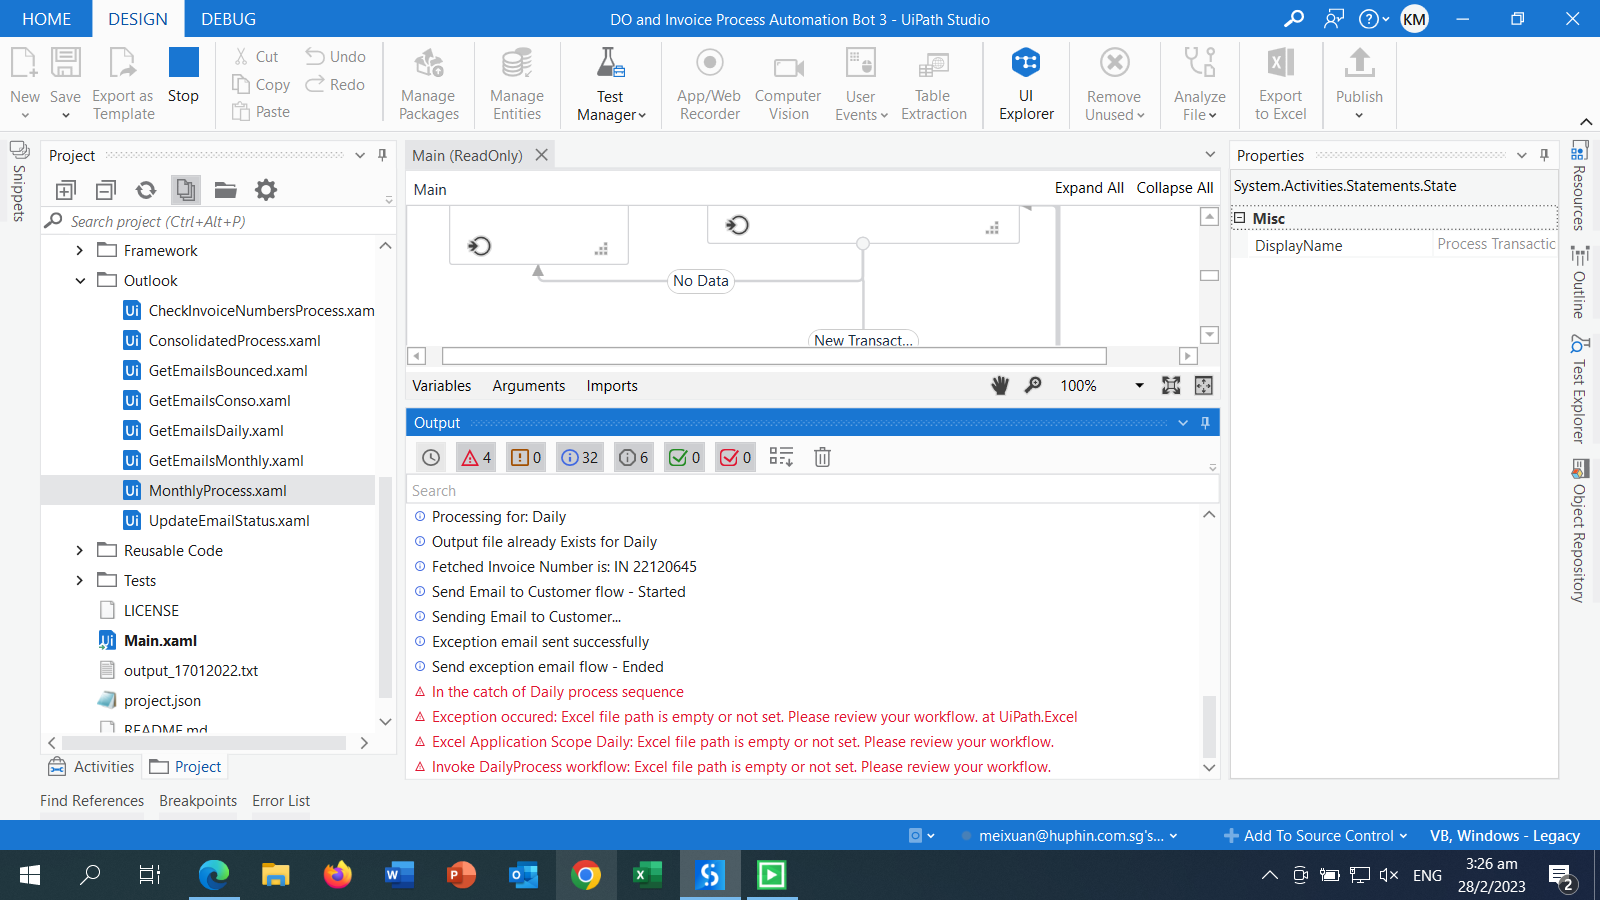 HOME
DESIGN
DEBUG
DO and Invoice Process Automation Bot 3 - UiPath Studio
KM
New
Save
Export as
Template
Stop
Cut
Copy
Paste
Undo
Redo
Manage
Packages
Manage
Entities
Test
Manager
App/Web
Recorder
Computer
Vision
User
Events
Table
Extraction
UI
Explorer
Remove
Unused
Analyze
File
Export
to Excel
Publish
Snippets
Project
Search project (Ctrl+Alt+P)
Framework
Outlook
Ui CheckInvoiceNumbersProcess.xam
Ui ConsolidatedProcess.xaml
Ui GetEmailsBounced.xaml
Ui GetEmailsConso.xaml
Ui GetEmailsDaily.xaml
Ui GetEmailsMonthly.xaml
Ui MonthlyProcess.xaml
Ui UpdateEmailStatus.xaml
Reusable Code
Tests
LICENSE
Ui Main.xaml
output_17012022.txt
project.json
README.md
Activities
Project
Find References
Breakpoints
Error List
Main (ReadOnly)
Main
Expand All
Collapse All
No Data
New Transact...
Variables
Arguments
Imports
100%
Output
4
0
32
6
0
0
Search
Processing for: Daily
Output file already Exists for Daily
Fetched Invoice Number is: IN 22120645
Send Email to Customer flow - Started
Sending Email to Customer...
Exception email sent successfully
Send exception email flow - Ended
In the catch of Daily process sequence
Exception occured: Excel file path is empty or not set. Please review your workflow. at UiPath.Excel
Excel Application Scope Daily: Excel file path is empty or not set. Please review your workflow.
Invoke DailyProcess workflow: Excel file path is empty or not set. Please review your workflow.
Properties
System.Activities.Statements.State
Misc
DisplayName
Process Transactic
Resources
Outline
Test Explorer
Object Repository
meixuan@huphin.com.sg's...
Add To Source Control
VB, Windows - Legacy
ENG
3:26 am
28/2/2023
2